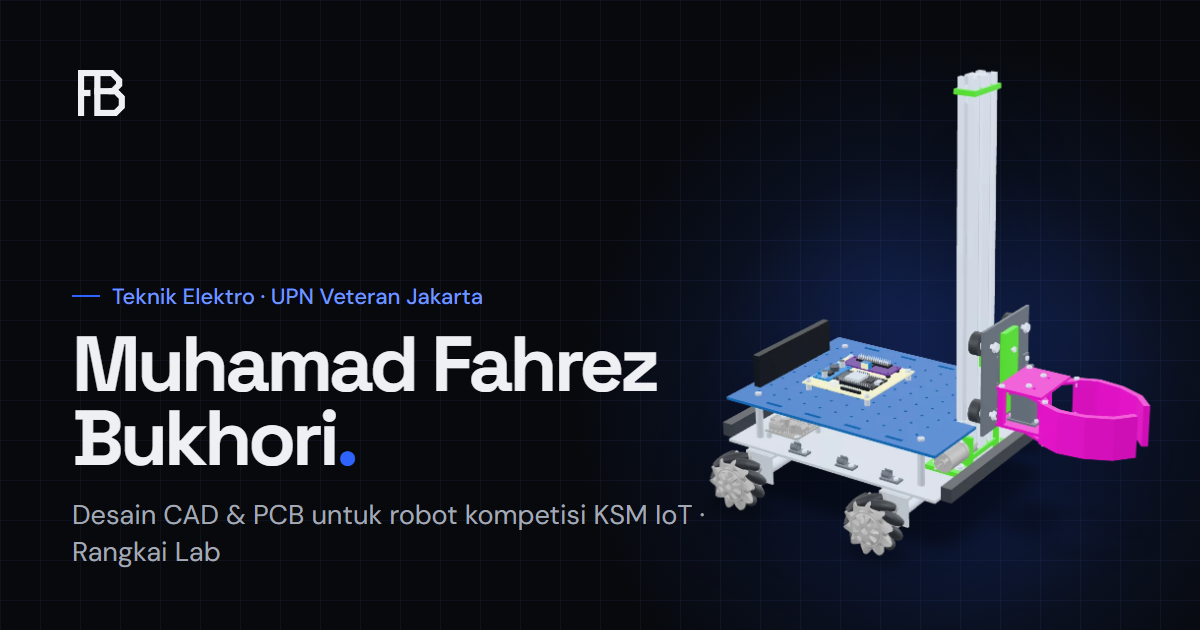 FB
Teknik Elektro · UPN Veteran Jakarta
Muhamad Fahrez
Bukhori.
Desain CAD & PCB untuk robot kompetisi KSM IoT ·
Rangkai Lab